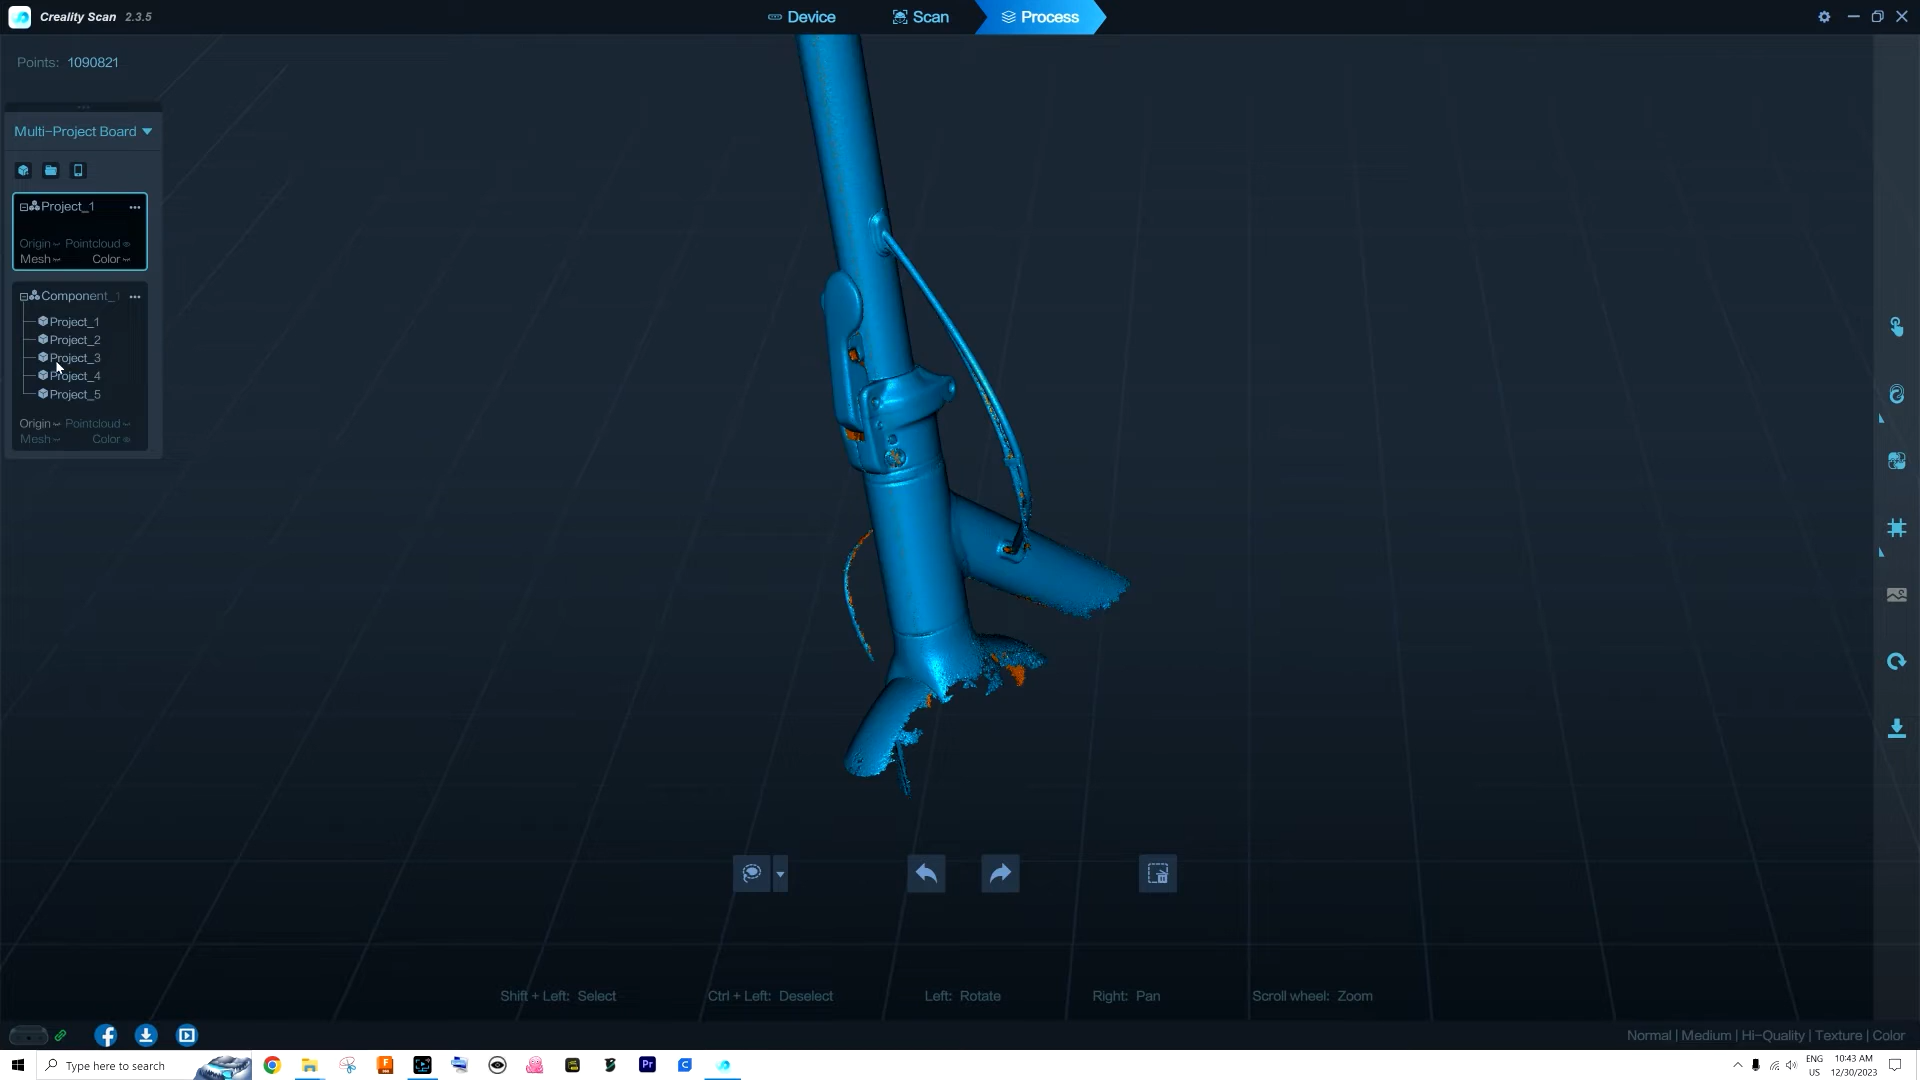 Creality Scan 2.3.5
Device
Scan
Process
Points: 1090821
Multi-Project Board
Project_1
Origin Pointcloud
Mesh Color
Component_1
Project_1
Project_2
Project_3
Project_4
Project_5
Origin Pointcloud
Mesh Color
Shift + Left: Select
Ctrl + Left: Deselect
Left: Rotate
Right: Pan
Scroll wheel: Zoom
Normal | Medium | Hi-Quality | Texture | Color
Type here to search
Pr
ENG
US
10:43 AM
12/30/2023